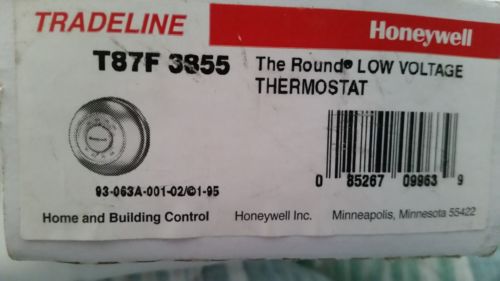 TRADELINE
Honeywell
T87F 3855
The Round® LOW VOLTAGE
THERMOSTAT
93-063A-001-02/©1-95
0 85267 09963 9
Home and Building Control
Honeywell Inc.
Minneapolis, Minnesota 55422